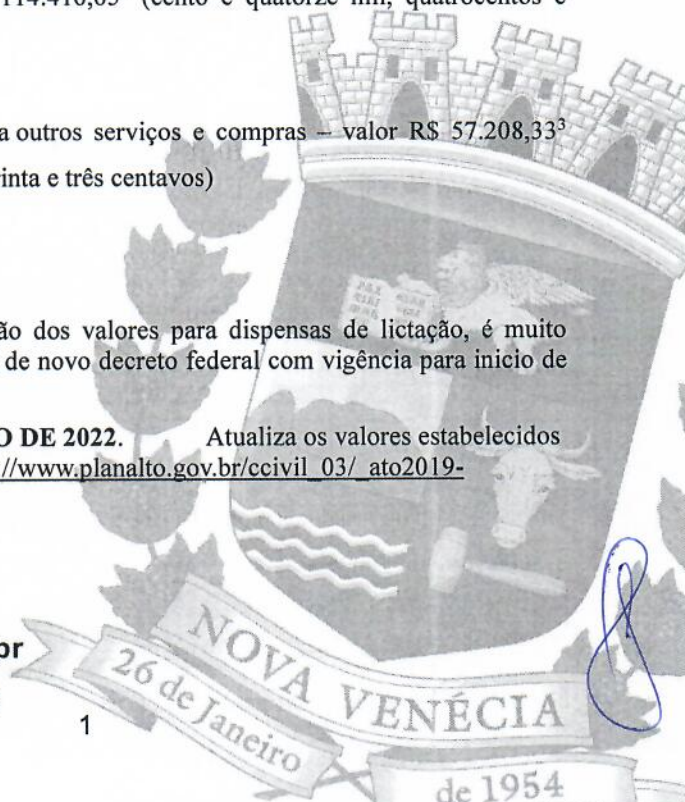 114.416,65 (cento e quatorze mil, quatrocentos e
a outros serviços e compras – valor R$ 57.208,33³
rinta e três centavos)
ão dos valores para dispensas de lictação, é muito
de novo decreto federal com vigência para inicio de
O DE 2022. Atualiza os valores estabelecidos
://www.planalto.gov.br/ccivil_03/_ato2019-
or
1
NOVA VENÉCIA
26 de Janeiro
de 1954